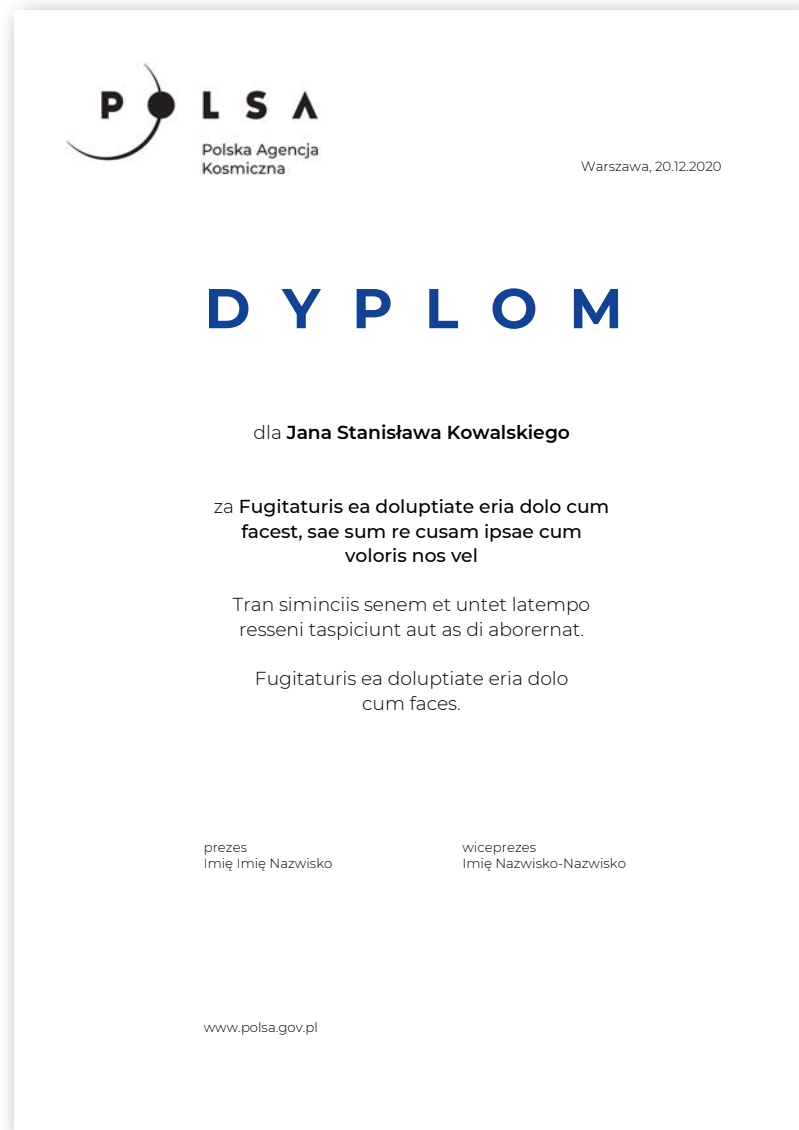 POLSA
Polska Agencja
Kosmiczna
Warszawa, 20.12.2020
DYPLOM
dla Jana Stanisława Kowalskiego
za Fugitaturis ea doluptiate eria dolo cum
facest, sae sum re cusam ipsae cum
voloris nos vel
Tran siminciis senem et untet latempo
resseni taspiciunt aut as di aborernat.
Fugitaturis ea doluptiate eria dolo
cum faces.
prezes
Imię Imię Nazwisko
wiceprezes
Imię Nazwisko-Nazwisko
www.polsa.gov.pl